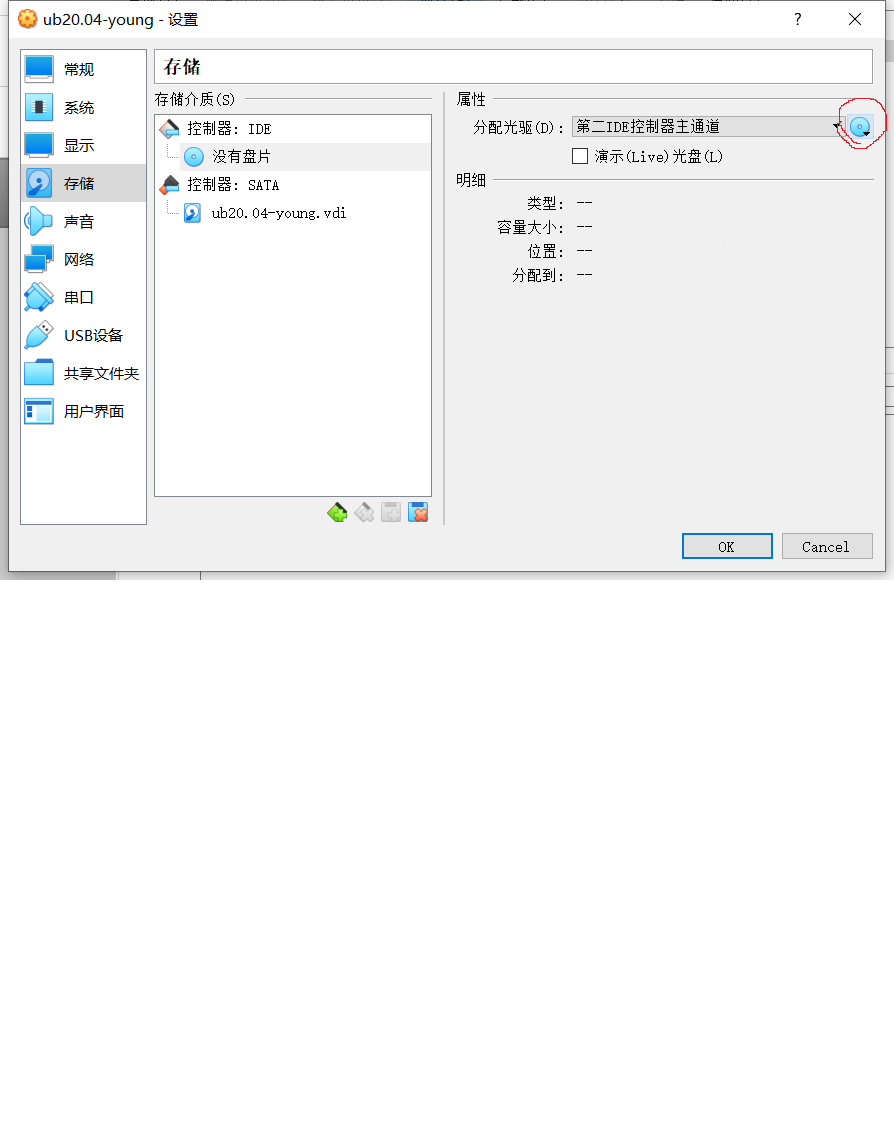 ub20.04-young - 设置
?
常规
系统
显示
存储
声音
网络
串口
USB设备
共享文件夹
用户界面
存储
存储介质(S)
控制器: IDE
没有盘片
控制器: SATA
ub20.04-young.vdi
属性
分配光驱(D): 第二IDE控制器主通道
演示(Live)光盘(L)
明细
类型: --
容量大小: --
位置: --
分配到: --
OK
Cancel